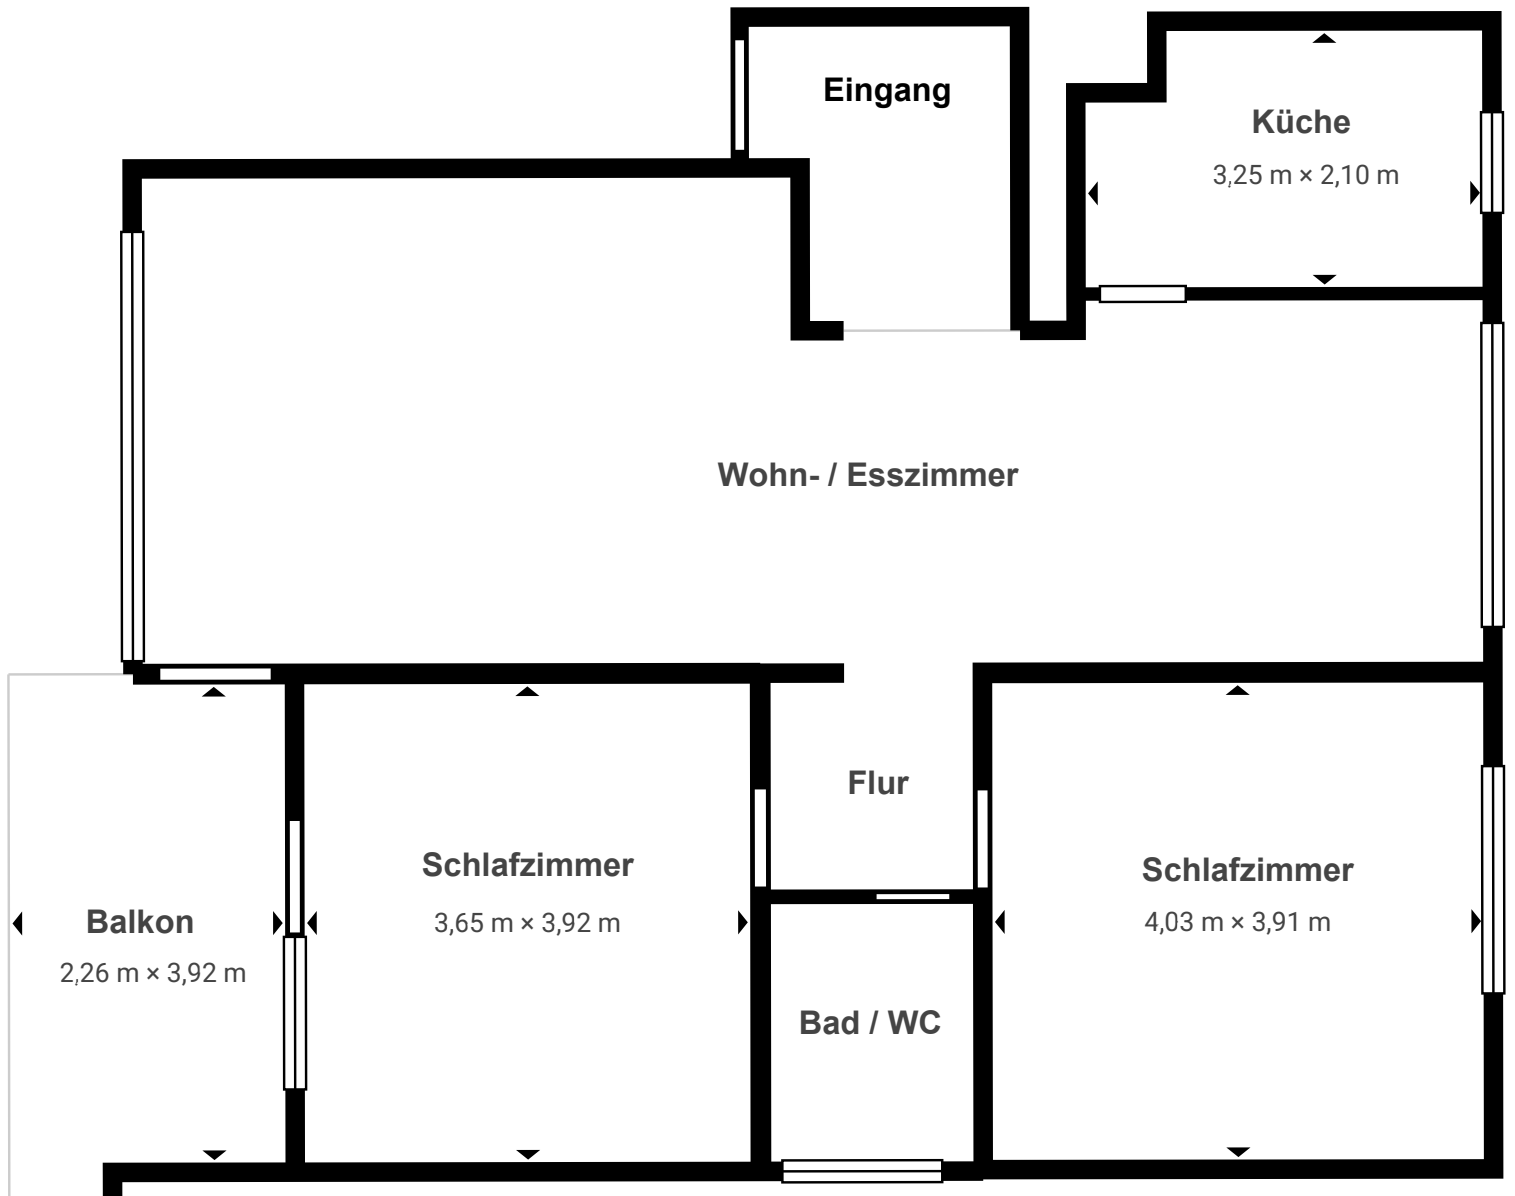 Eingang
Küche
3,25 m × 2,10 m
Wohn- / Esszimmer
Flur
Schlafzimmer
3,65 m × 3,92 m
Schlafzimmer
4,03 m × 3,91 m
Balkon
2,26 m × 3,92 m
Bad / WC